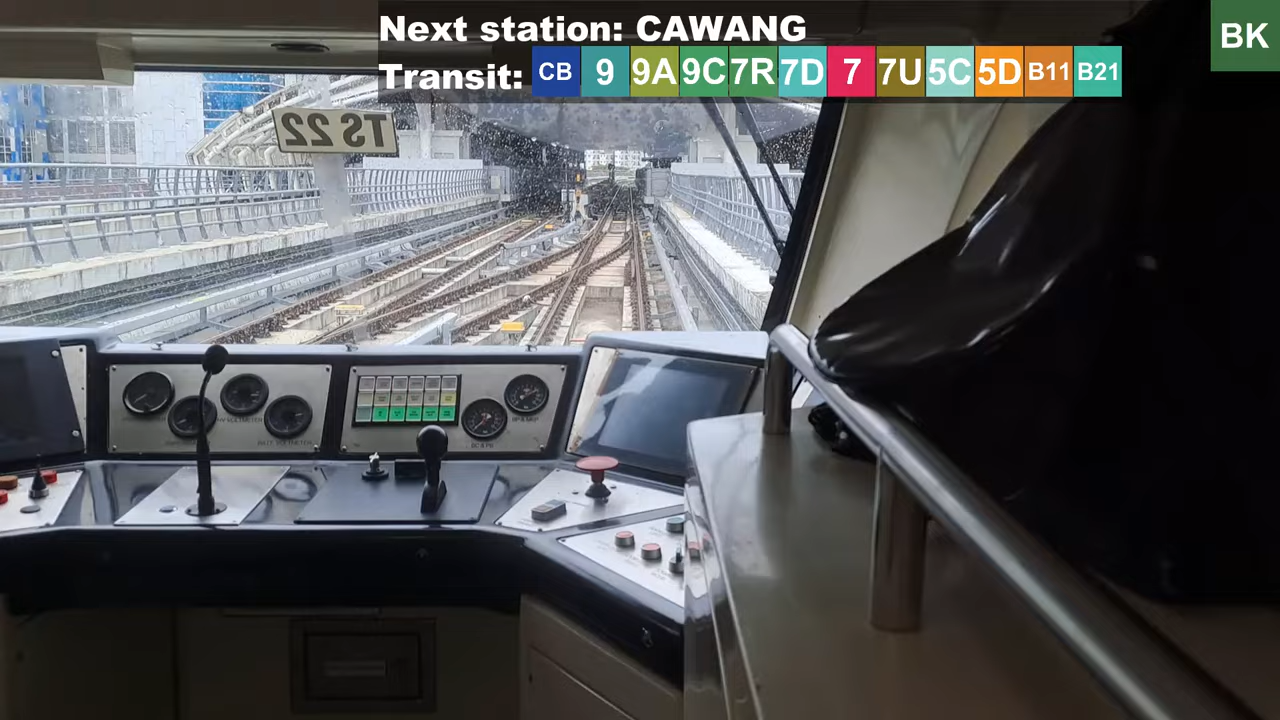 Next station: CAWANG
BK
Transit: CB 9 9A 9C 7R 7D 7 7U 5C 5D B11 B21
TS 22